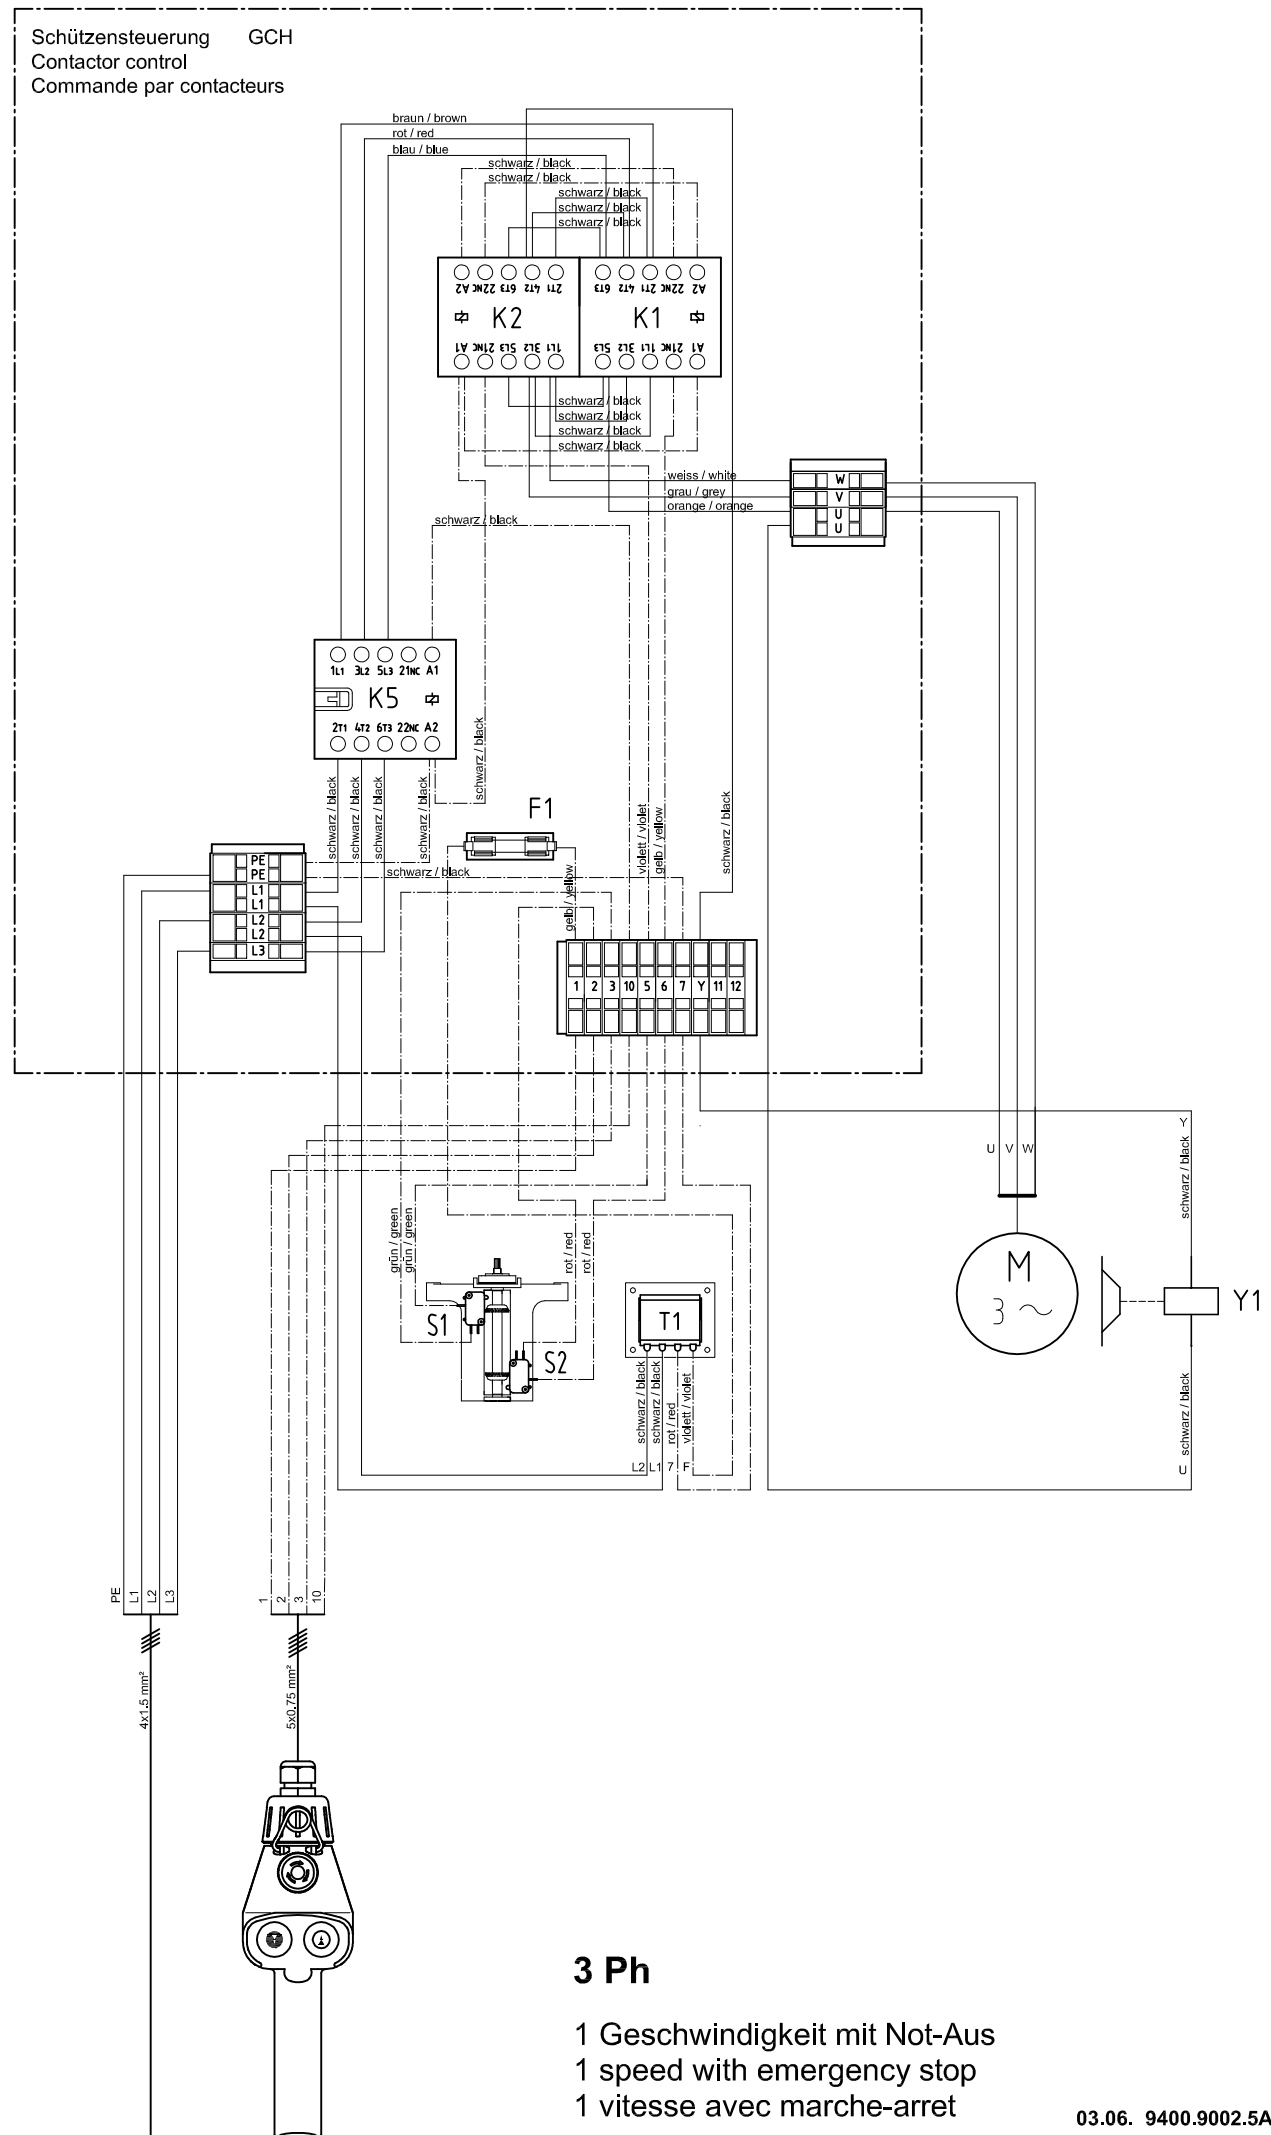 Schützensteuerung GCH
Contactor control
Commande par contacteurs
braun / brown
rot / red
blau / blue
schwarz / black
schwarz / black
schwarz / black
schwarz / black
schwarz / black
A2 22NC 6T3 4T2 2T1
6T3 4T2 2T1 22NC A2
K2 K1
A1 21NC 5L3 3L2 1L1
5L3 3L2 1L1 21NC A1
schwarz / black
schwarz / black
schwarz / black
schwarz / black
weiss / white
grau / grey
orange / orange
W
V
U
U
schwarz / black
1L1 3L2 5L3 21NC A1
K5
2T1 4T2 6T3 22NC A2
schwarz / black
schwarz / black
schwarz / black
schwarz / black
schwarz / black
F1
violett / violet
gelb / yellow
schwarz / black
gelb / yellow
schwarz / black
PE
PE
L1
L1
L2
L2
L3
1 2 3 10 5 6 7 Y 11 12
grün / green
grün / green
rot / red
rot / red
S1
S2
T1
schwarz / black
schwarz / black
rot / red
violett / violet
L2 L1 7 F
U V W
M
3 ~
Y
schwarz / black
Y1
schwarz / black
U
PE L1 L2 L3
1 2 3 10
4x1.5 mm²
5x0.75 mm²
3 Ph
1 Geschwindigkeit mit Not-Aus
1 speed with emergency stop
1 vitesse avec marche-arret
03.06. 9400.9002.5A